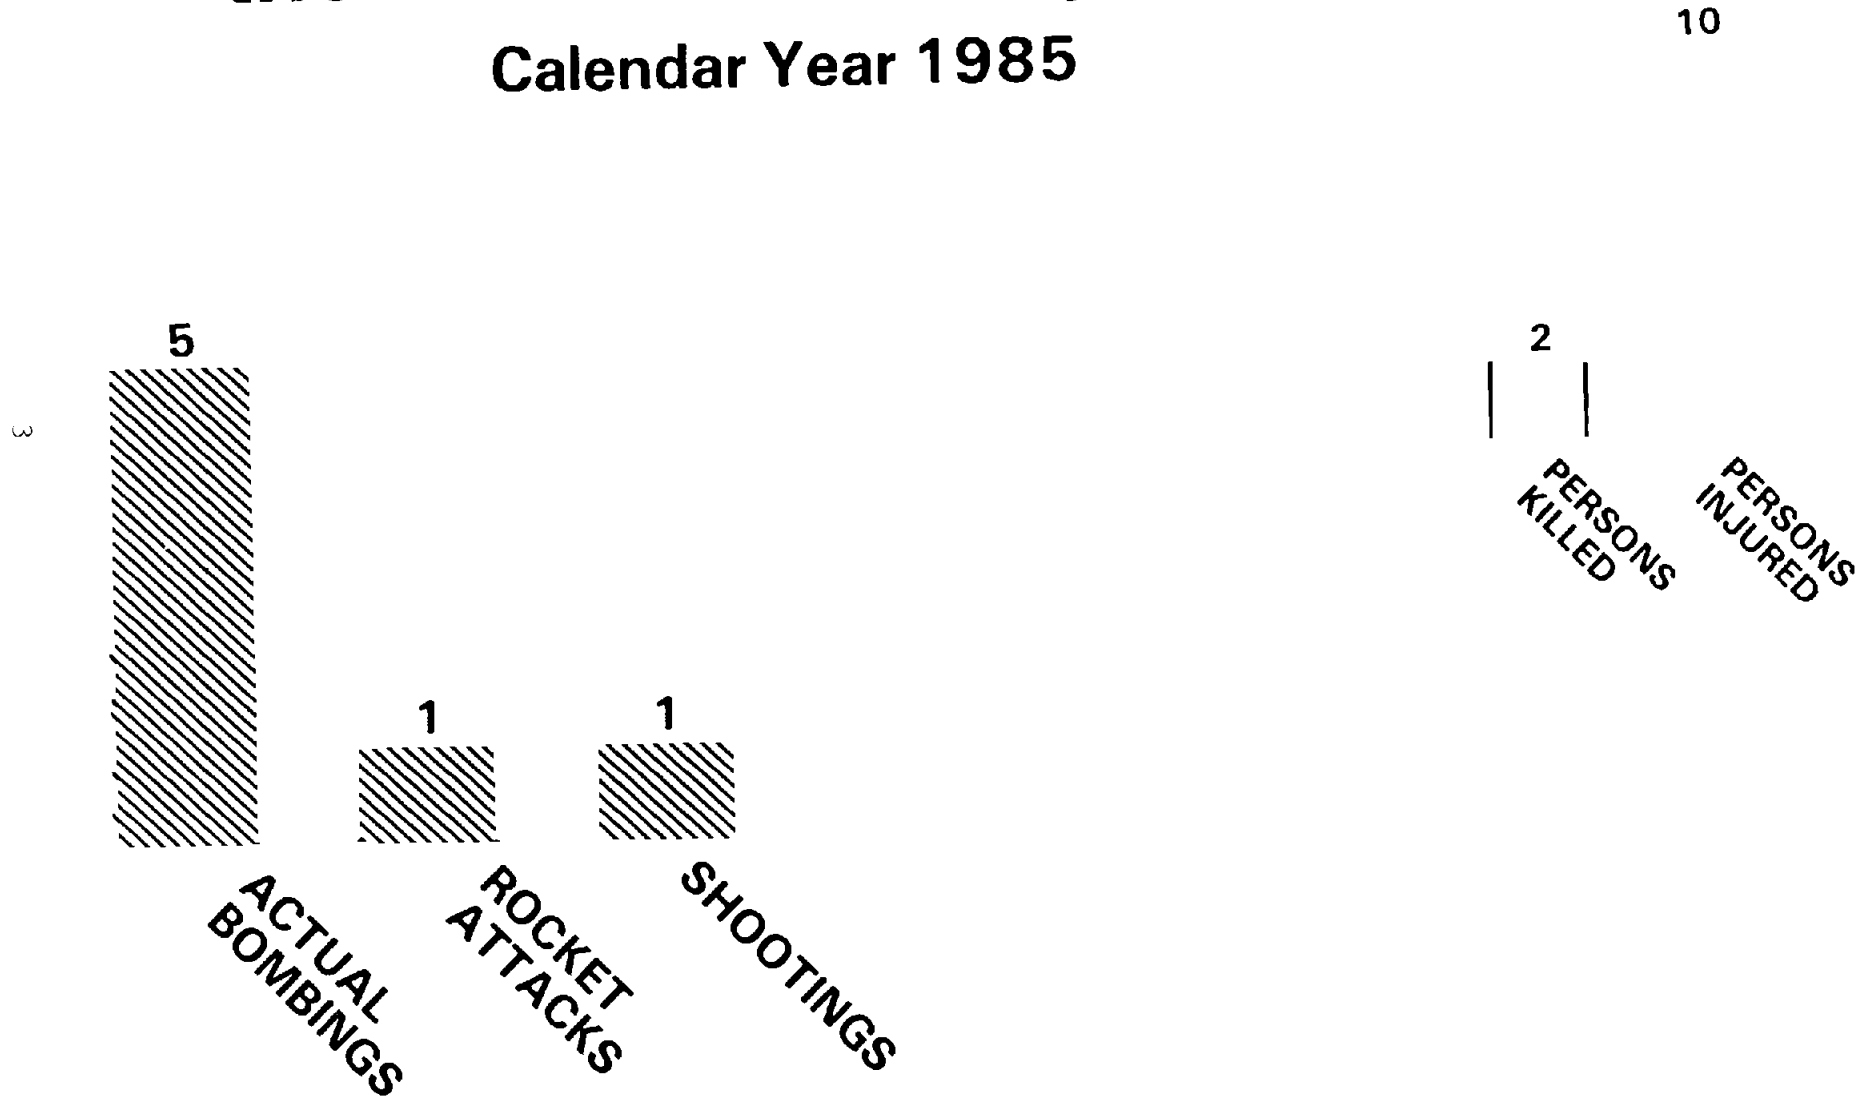 Calendar Year 1985
10
5
2
3
PERSONS
KILLED
PERSONS
INJURED
1
1
ACTUAL
BOMBINGS
ROCKET
ATTACKS
SHOOTINGS